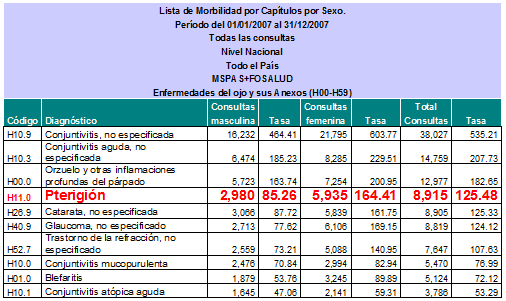 Lista de Morbilidad por Capítulos por Sexo.
Período del 01/01/2007 al 31/12/2007
Todas las consultas
Nivel Nacional
Todo el País
MSPA S+FOSALUD
Enfermedades del ojo y sus Anexos (H00-H59)
Código Diagnóstico Consultas masculina Tasa Consultas femenina Tasa Total Consultas Tasa
H10.9 Conjuntivitis, no especificada 16,232 464.41 21,795 603.77 38,027 535.21
H10.3 Conjuntivitis aguda, no especificada 6,474 185.23 8,285 229.51 14,759 207.73
H00.0 Orzuelo y otras inflamaciones profundas del párpado 5,723 163.74 7,254 200.95 12,977 182.65
H11.0 Pterigión 2,980 85.26 5,935 164.41 8,915 125.48
H26.9 Catarata, no especificada 3,066 87.72 5,839 161.75 8,905 125.33
H40.9 Glaucoma, no especificado 2,713 77.62 6,106 169.15 8,819 124.12
H52.7 Trastorno de la refracción, no especificado 2,559 73.21 5,088 140.95 7,647 107.63
H10.0 Conjuntivitis mucopurulenta 2,476 70.84 2,994 82.94 5,470 76.99
H01.0 Blefaritis 1,879 53.76 3,245 89.89 5,124 72.12
H10.1 Conjuntivitis atópica aguda 1,645 47.06 2,141 59.31 3,786 53.29